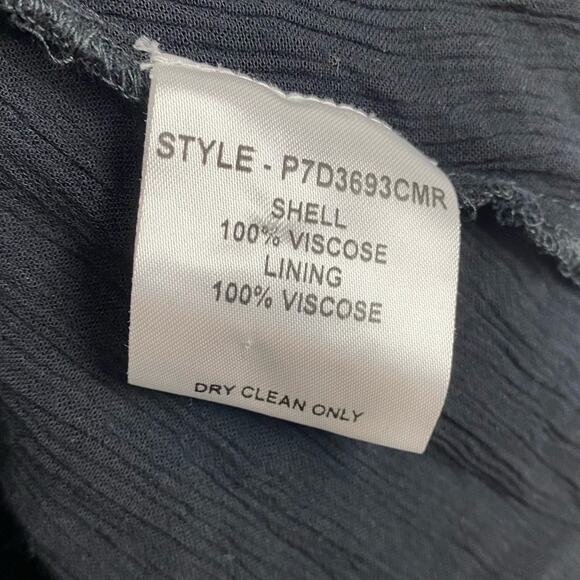 STYLE - P7D3693CMR
SHELL
100% VISCOSE
LINING
100% VISCOSE
DRY CLEAN ONLY